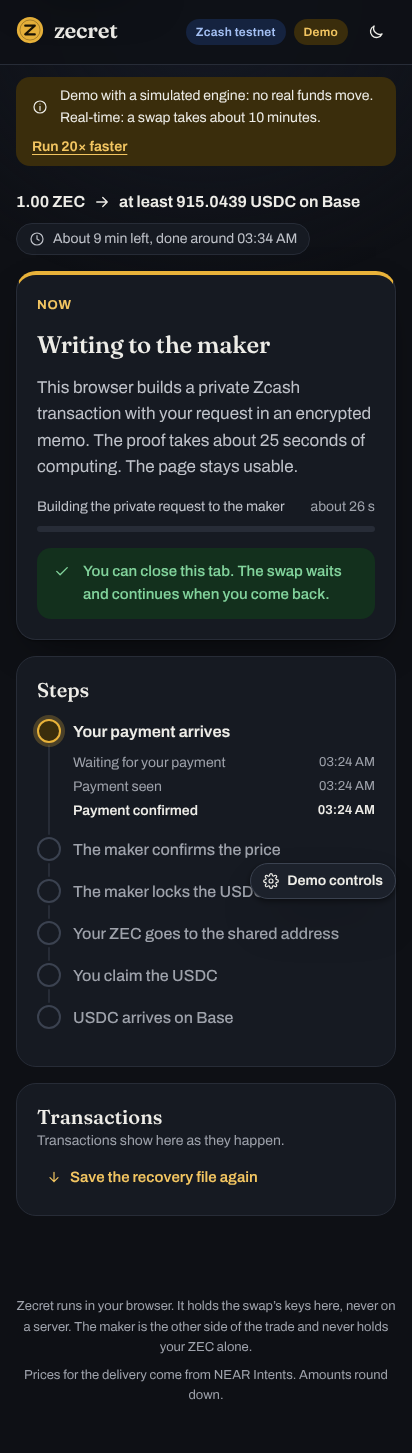 zecret
Zcash testnet
Demo
Demo with a simulated engine: no real funds move.
Real-time: a swap takes about 10 minutes.
Run 20× faster
1.00 ZEC → at least 915.0439 USDC on Base
About 9 min left, done around 03:34 AM
NOW
Writing to the maker
This browser builds a private Zcash
transaction with your request in an encrypted
memo. The proof takes about 25 seconds of
computing. The page stays usable.
Building the private request to the maker about 26 s
You can close this tab. The swap waits
and continues when you come back.
Steps
Your payment arrives
Waiting for your payment 03:24 AM
Payment seen 03:24 AM
Payment confirmed 03:24 AM
The maker confirms the price
The maker locks the
Demo controls
Your ZEC goes to the shared address
You claim the USDC
USDC arrives on Base
Transactions
Transactions show here as they happen.
Save the recovery file again
Zecret runs in your browser. It holds the swap's keys here, never on
a server. The maker is the other side of the trade and never holds
your ZEC alone.
Prices for the delivery come from NEAR Intents. Amounts round
down.